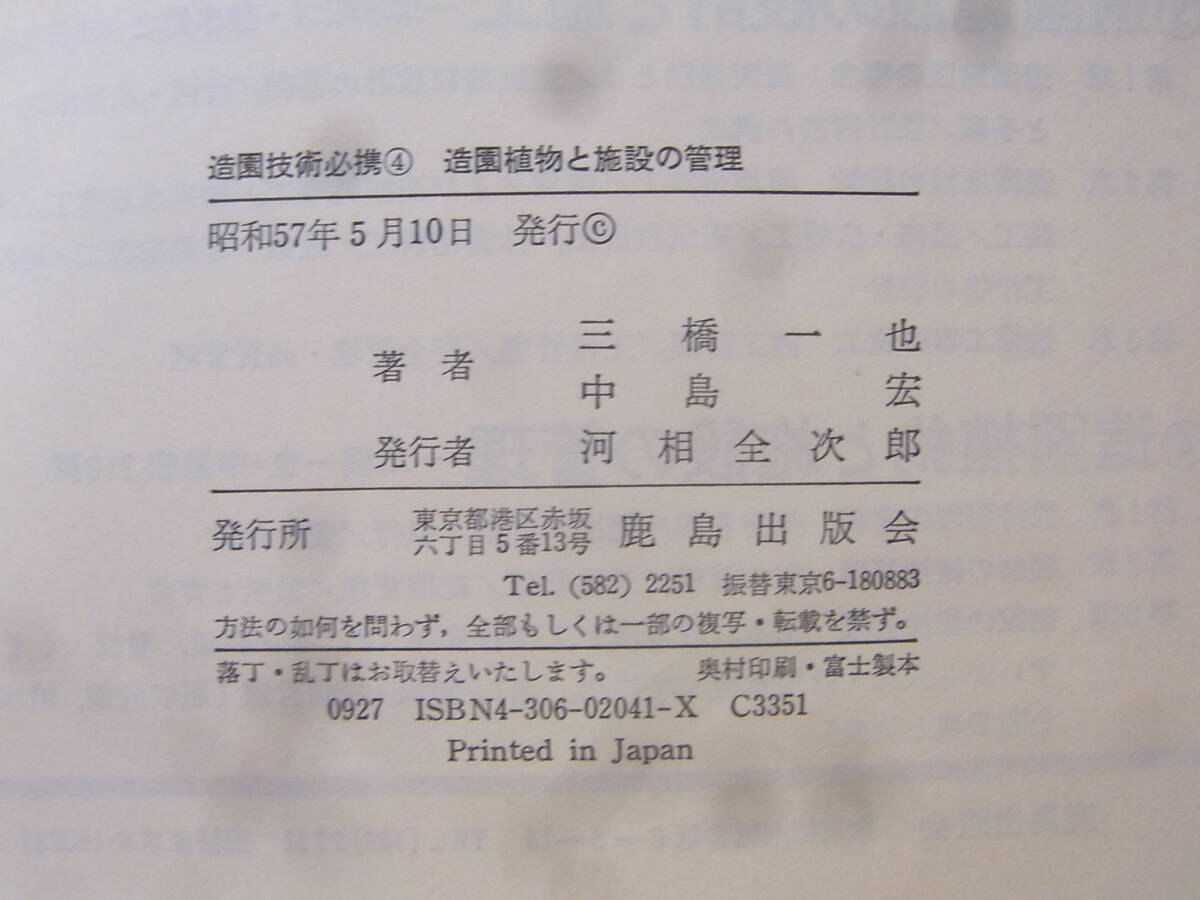 造園技術必携④ 造園植物と施設の管理
昭和57年5月10日 発行©
著者 三橋一也
中島宏
発行者 河相全次郎
発行所 東京都港区赤坂六丁目5番13号 鹿島出版会
Tel. (582) 2251 振替東京6-180883
方法の如何を問わず，全部もしくは一部の複写・転載を禁ず。
落丁・乱丁はお取替えいたします。 奥村印刷・富士製本
0927 ISBN4-306-02041-X C3351
Printed in Japan